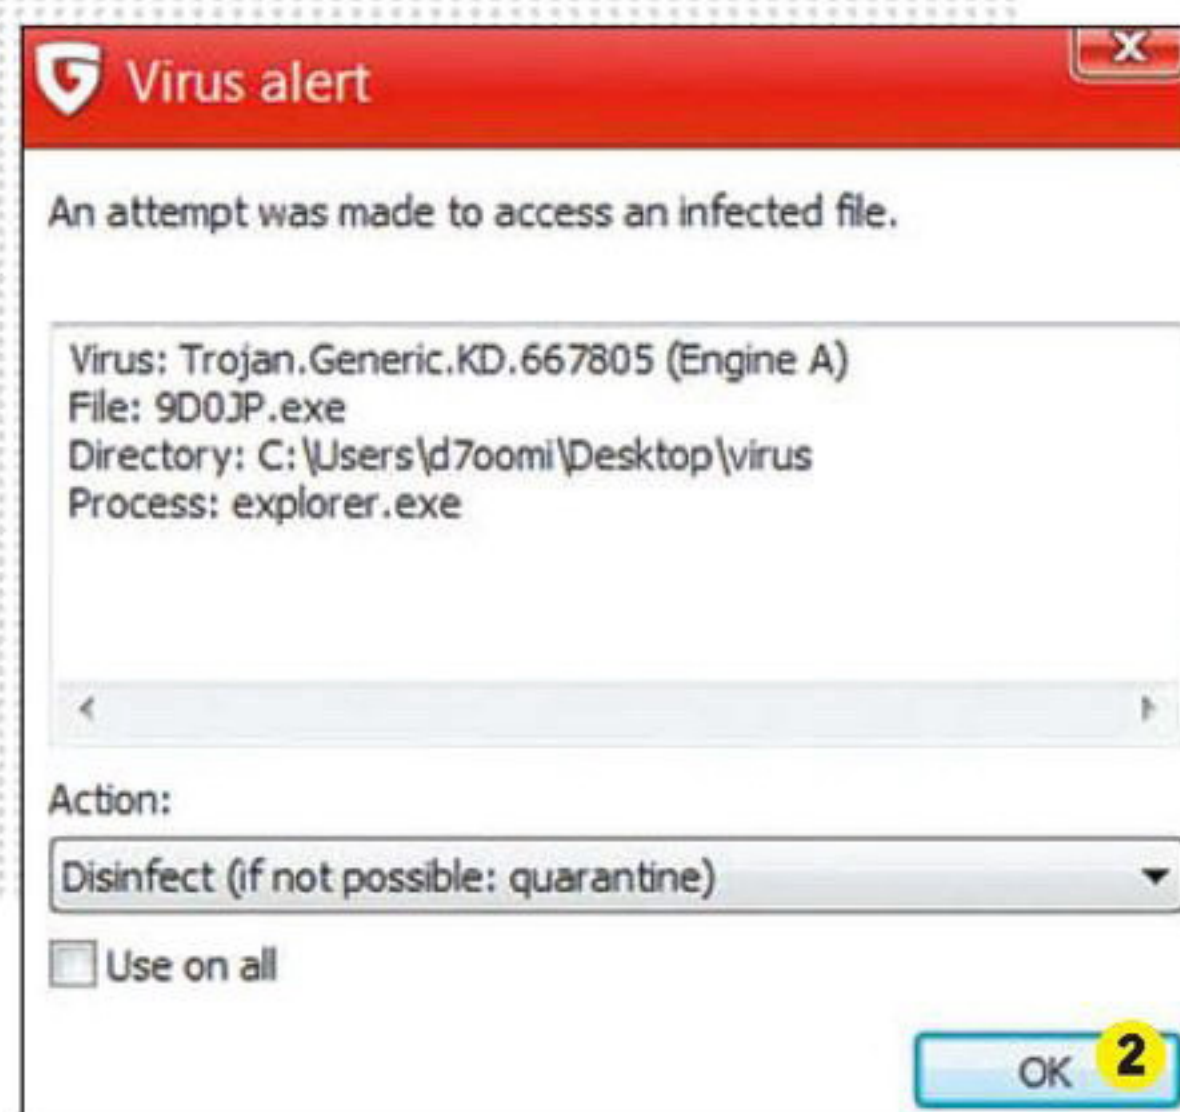 Virus alert
X
An attempt was made to access an infected file.
Virus: Trojan.Generic.KD.667805 (Engine A)
File: 9D0JP.exe
Directory: C:\Users\d7oomi\Desktop\virus
Process: explorer.exe
Action:
Disinfect (if not possible: quarantine)
Use on all
OK 2